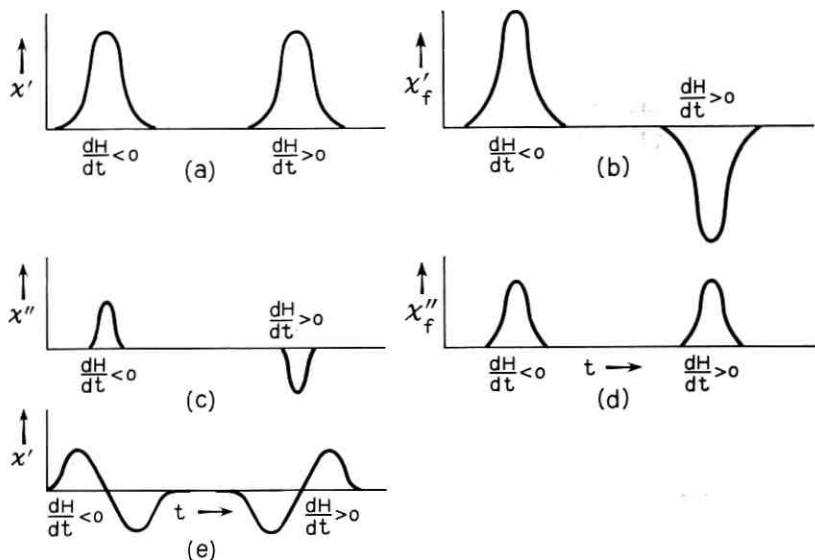 χ′
dH/dt <0
dH/dt >0
(a)
χ′f
dH/dt <0
dH/dt >0
(b)
χ″
dH/dt <0
dH/dt >0
(c)
χ″f
dH/dt <0
t
dH/dt >0
(d)
χ′
dH/dt <0
t
dH/dt >0
(e)